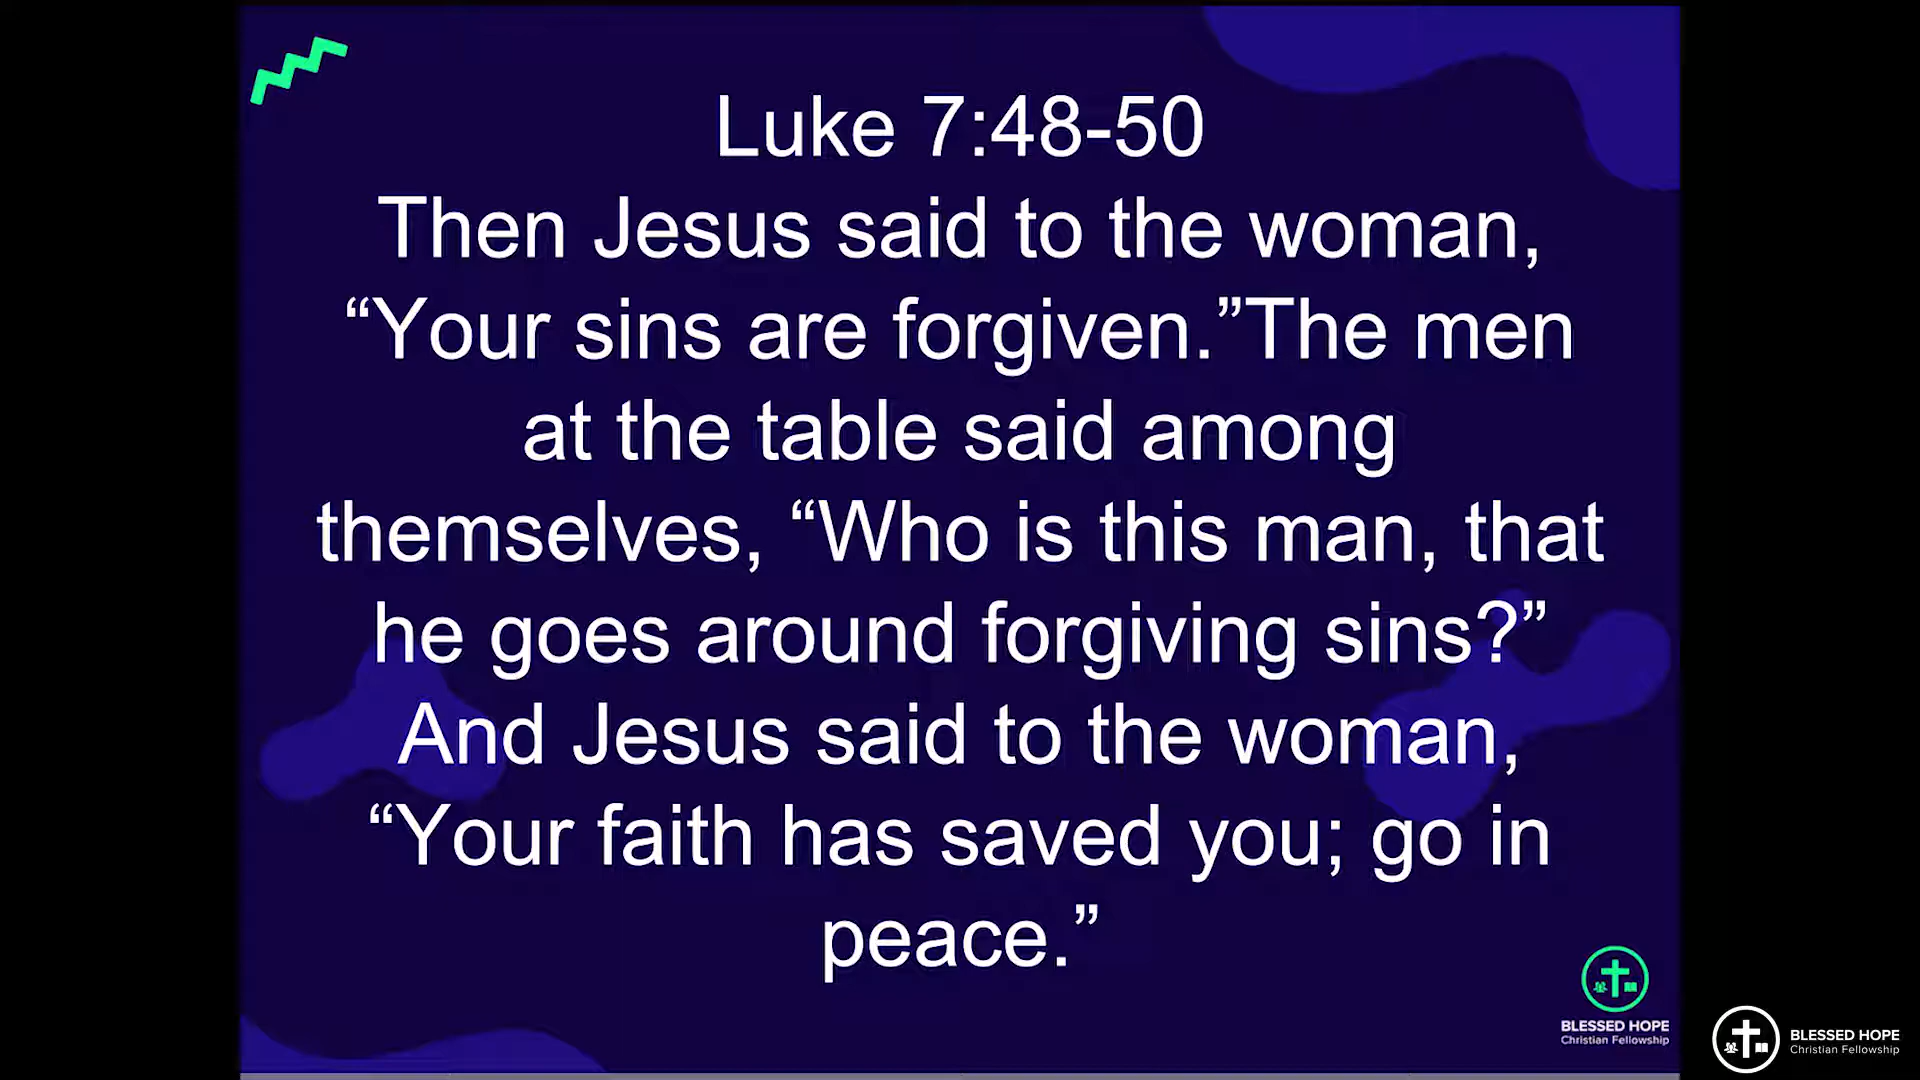 Luke 7:48-50
Then Jesus said to the woman,
“Your sins are forgiven.”The men
at the table said among
themselves, “Who is this man, that
he goes around forgiving sins?”
And Jesus said to the woman,
“Your faith has saved you; go in
peace.”
BLESSED HOPE
Christian Fellowship
BLESSED HOPE
Christian Fellowship